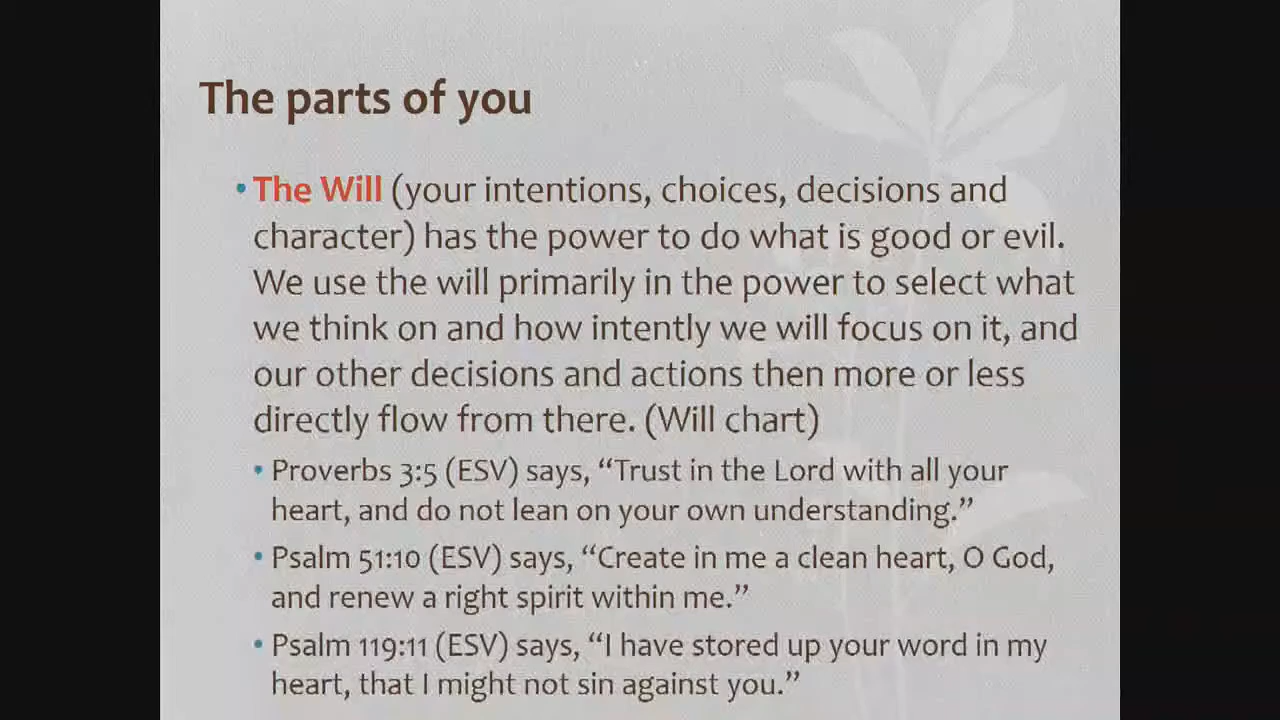 The parts of you
• The Will (your intentions, choices, decisions and
character) has the power to do what is good or evil.
We use the will primarily in the power to select what
we think on and how intently we will focus on it, and
our other decisions and actions then more or less
directly flow from there. (Will chart)
• Proverbs 3:5 (ESV) says, “Trust in the Lord with all your
heart, and do not lean on your own understanding.”
• Psalm 51:10 (ESV) says, “Create in me a clean heart, O God,
and renew a right spirit within me.”
• Psalm 119:11 (ESV) says, “I have stored up your word in my
heart, that I might not sin against you.”